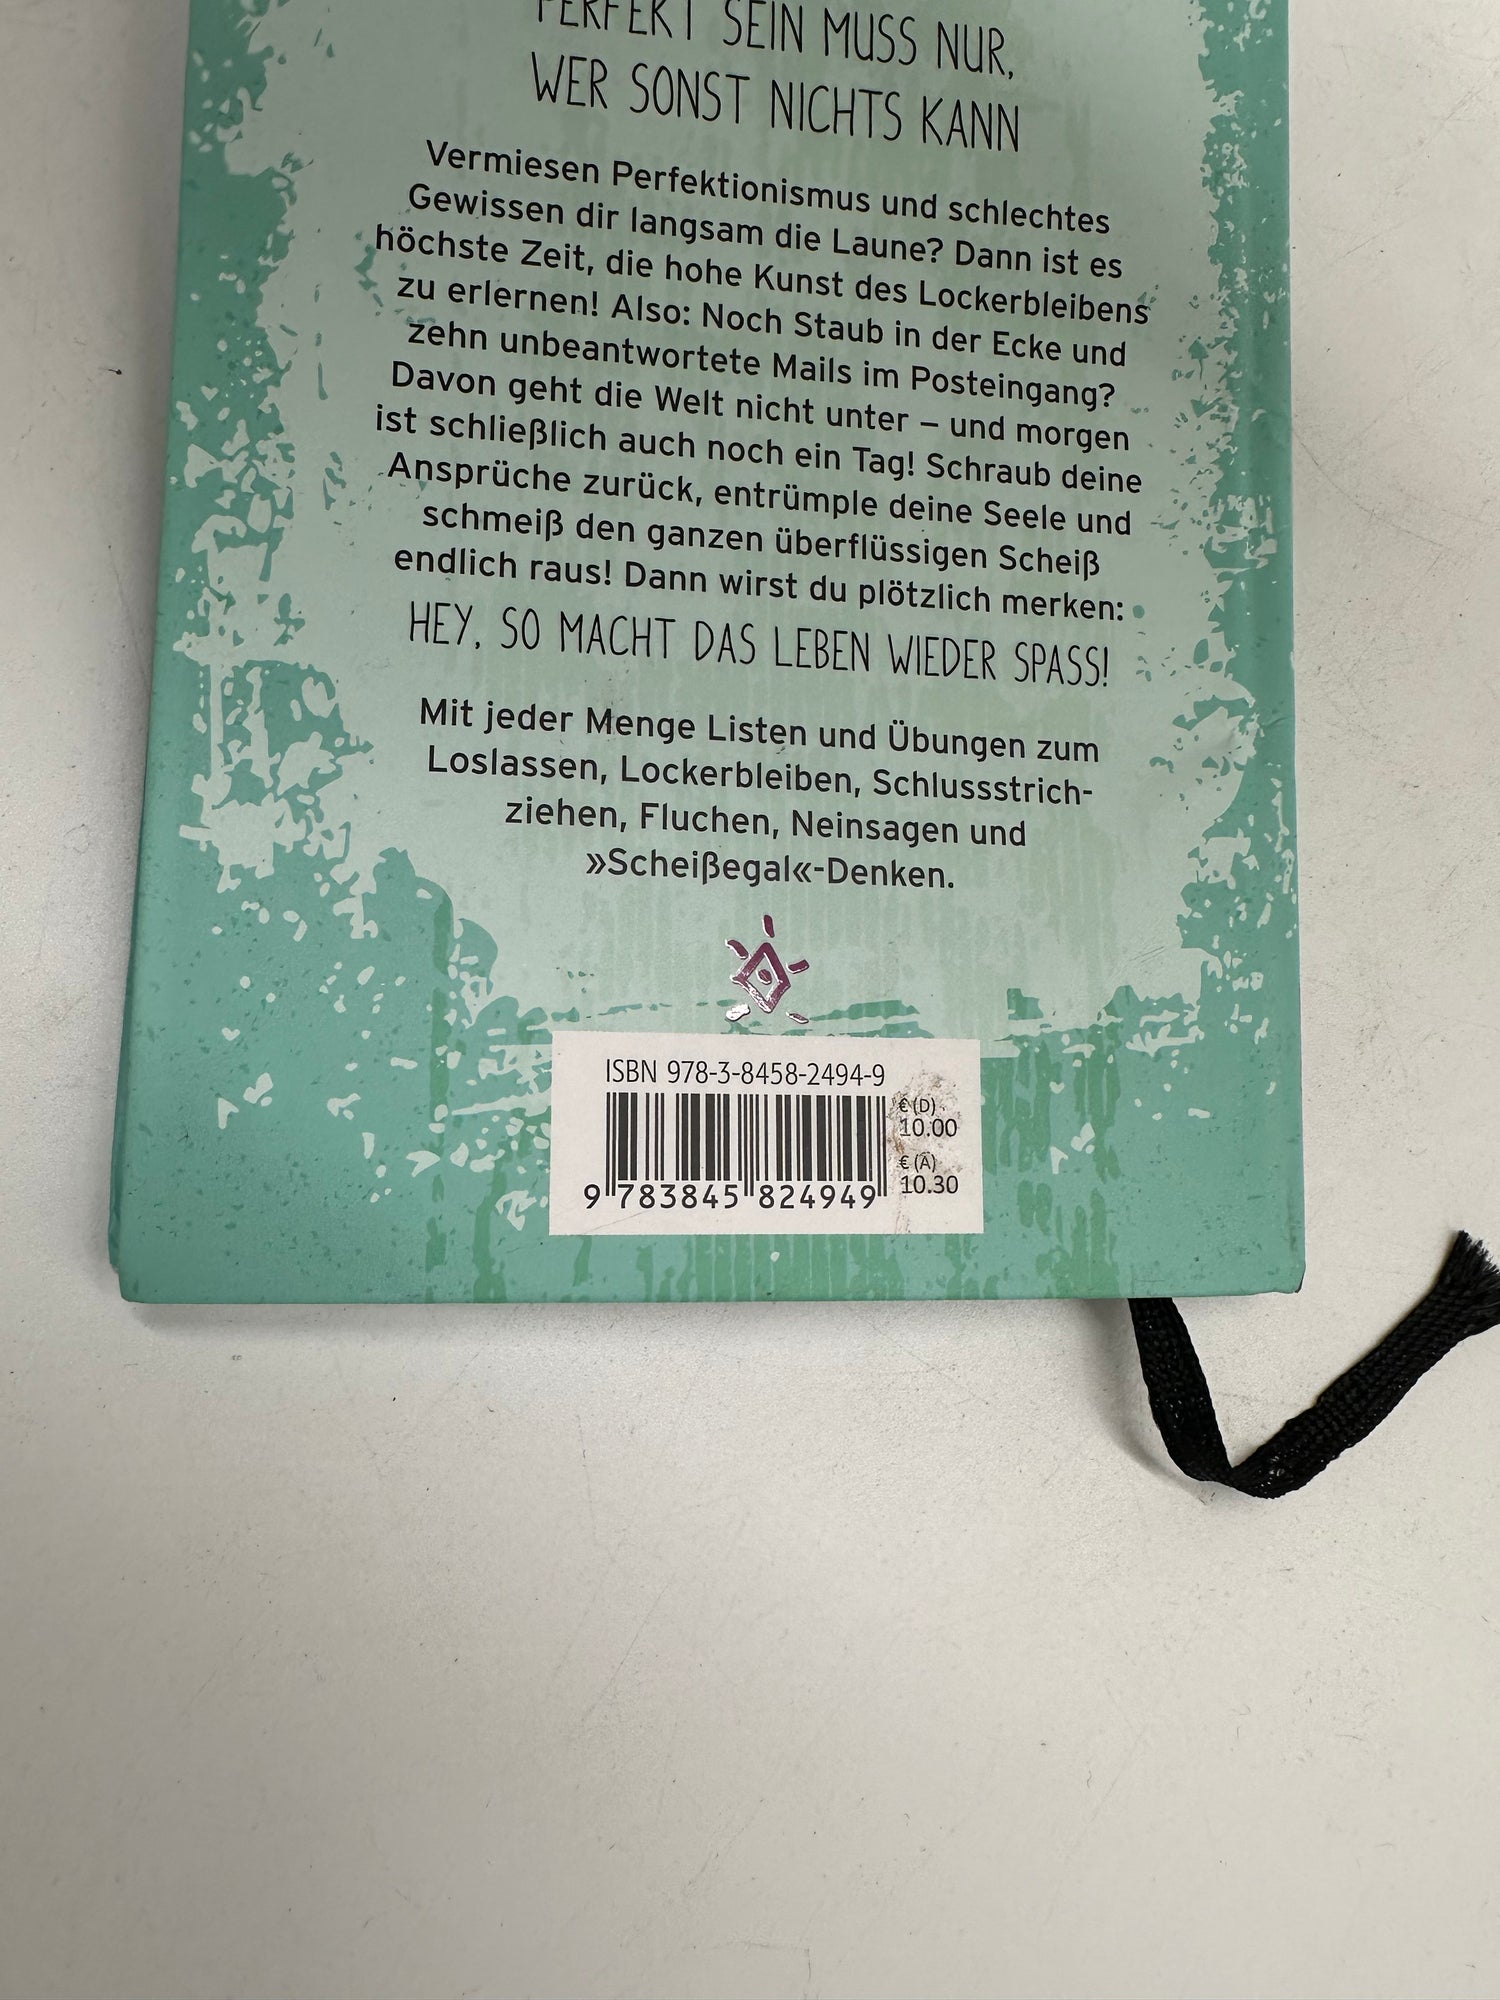 PERFEKT SEIN MUSS NUR,
WER SONST NICHTS KANN
Vermiesen Perfektionismus und schlechtes
Gewissen dir langsam die Laune? Dann ist es
höchste Zeit, die hohe Kunst des Lockerbleibens
zu erlernen! Also: Noch Staub in der Ecke und
zehn unbeantwortete Mails im Posteingang?
Davon geht die Welt nicht unter – und morgen
ist schließlich auch noch ein Tag! Schraub deine
Ansprüche zurück, entrümple deine Seele und
schmeiß den ganzen überflüssigen Scheiß
endlich raus! Dann wirst du plötzlich merken:
HEY, SO MACHT DAS LEBEN WIEDER SPASS!
Mit jeder Menge Listen und Übungen zum
Loslassen, Lockerbleiben, Schlussstrich-
ziehen, Fluchen, Neinsagen und
»Scheißegal«-Denken.
ISBN 978-3-8458-2494-9
€ (D)
10.00
€ (A)
10.30
9 783845 824949